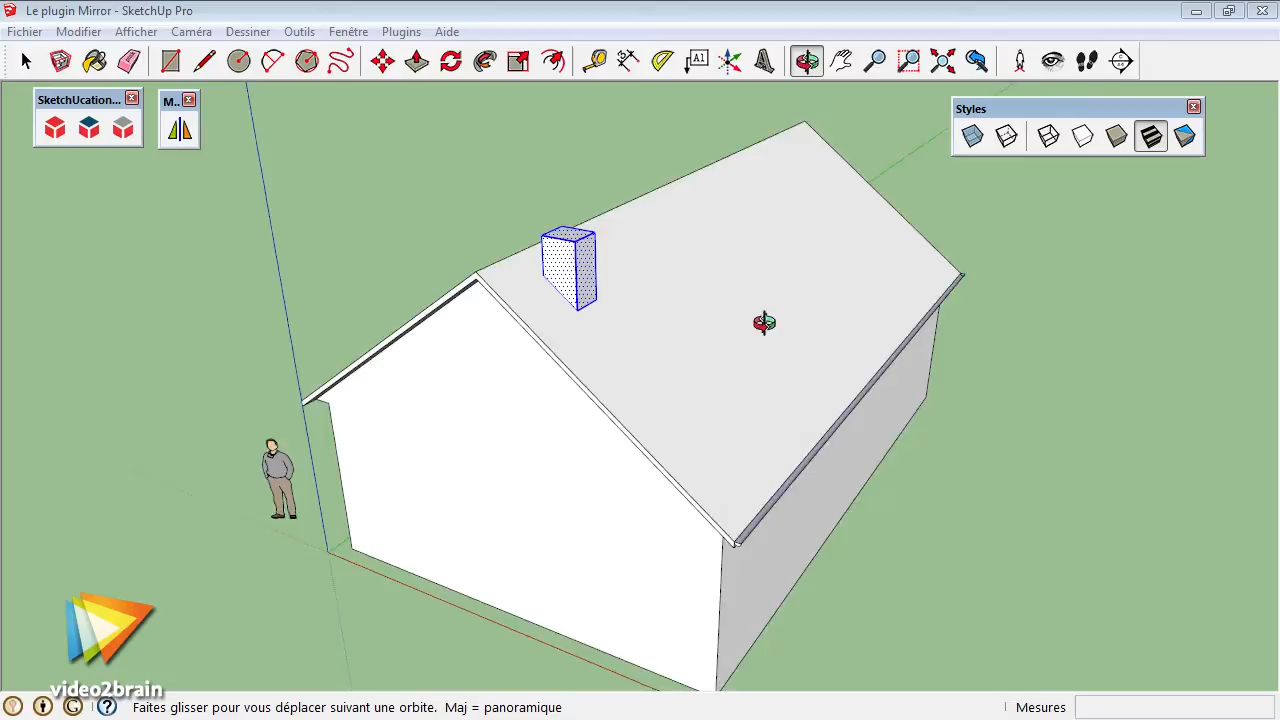 Le plugin Mirror - SketchUp Pro
Fichier Modifier Afficher Caméra Dessiner Outils Fenêtre Plugins Aide
A1
SketchUcation...
M..
Styles
video2brain
Faites glisser pour vous déplacer suivant une orbite. Maj = panoramique
Mesures